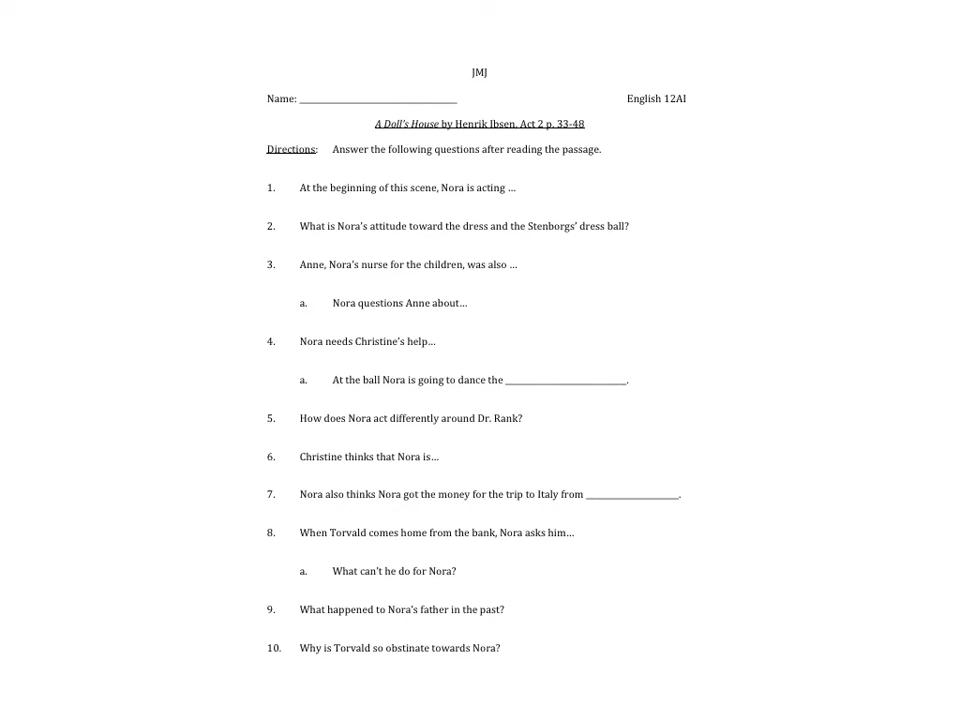 JMJ
Name: ___________________________________ English 12AI
A Doll's House by Henrik Ibsen, Act 2 p. 33-48
Directions: Answer the following questions after reading the passage.
1. At the beginning of this scene, Nora is acting …
2. What is Nora's attitude toward the dress and the Stenborgs' dress ball?
3. Anne, Nora's nurse for the children, was also …
a. Nora questions Anne about…
4. Nora needs Christine's help…
a. At the ball Nora is going to dance the ___________________________.
5. How does Nora act differently around Dr. Rank?
6. Christine thinks that Nora is…
7. Nora also thinks Nora got the money for the trip to Italy from _____________________.
8. When Torvald comes home from the bank, Nora asks him…
a. What can't he do for Nora?
9. What happened to Nora's father in the past?
10. Why is Torvald so obstinate towards Nora?